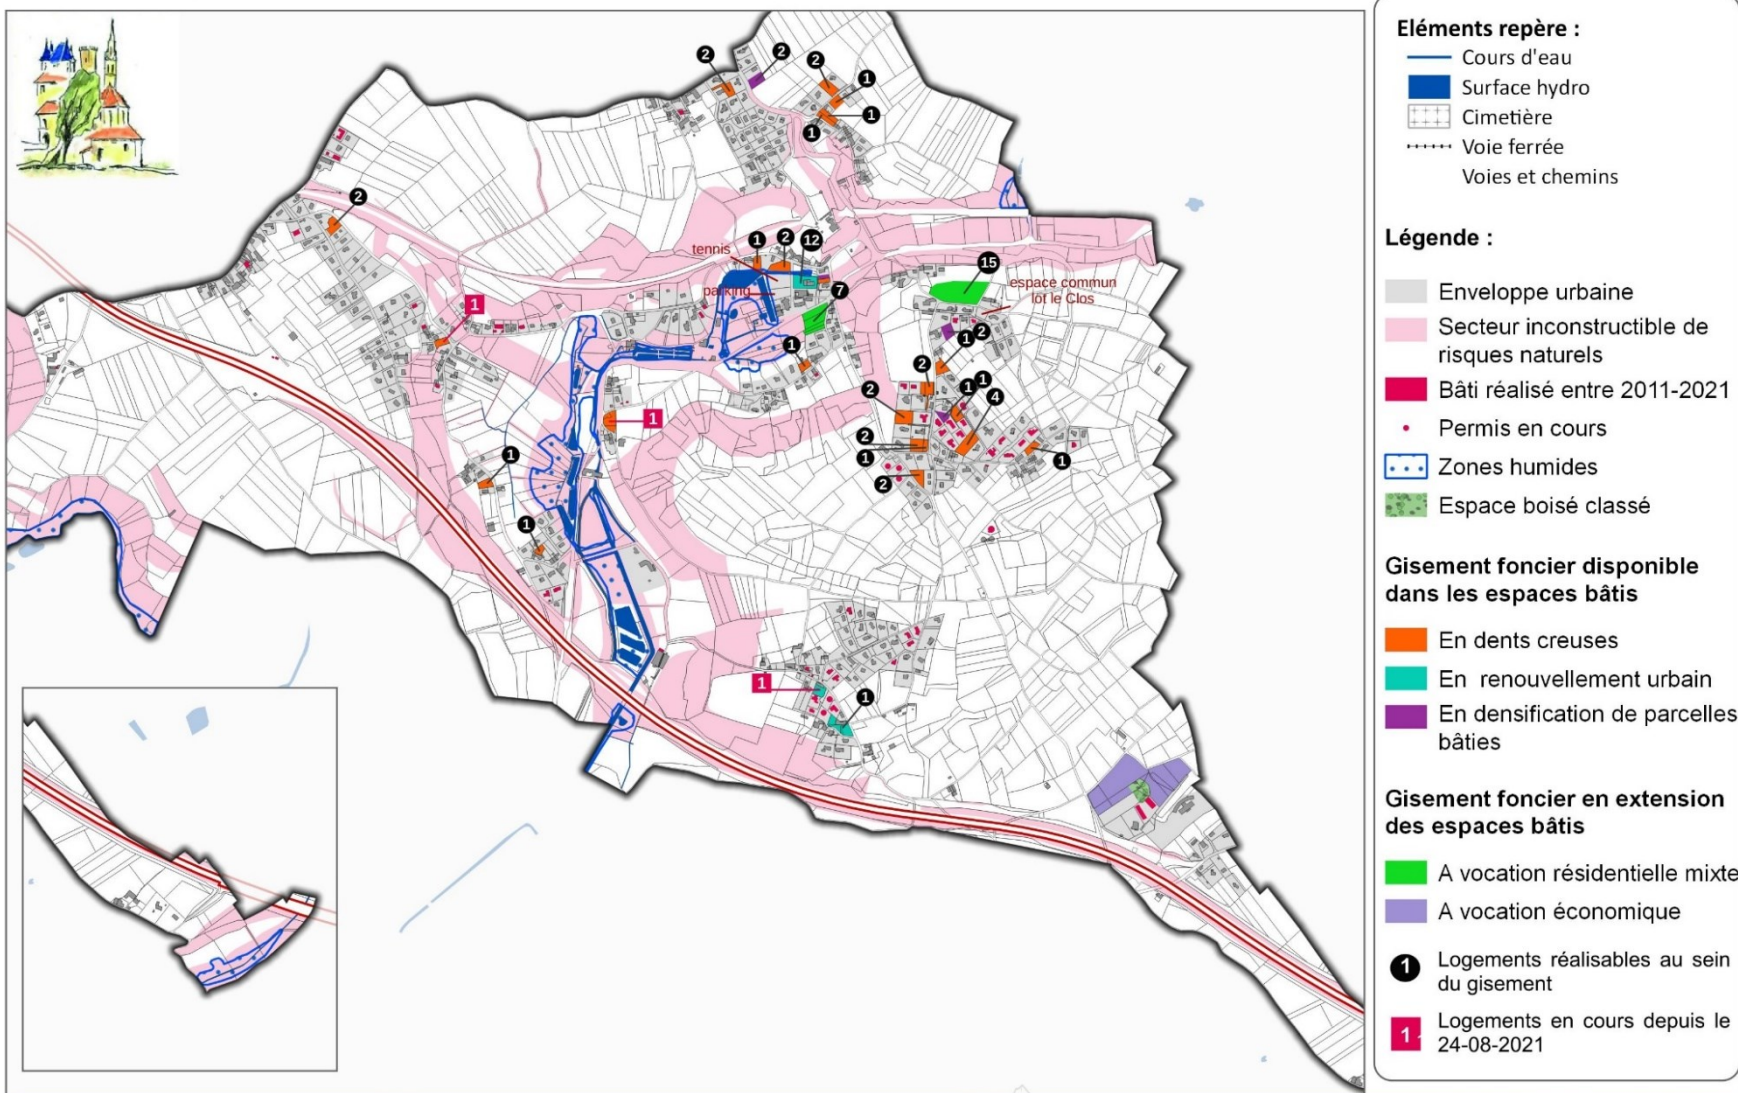 2
2
2
1
1
1
2
1
2
12
tennis
parking
7
15
espace commun
lot le Clos
1
1
1
1
2
2
2
1
1
4
2
1
2
1
1
1
1
1
Eléments repère :
Cours d'eau
Surface hydro
Cimetière
Voie ferrée
Voies et chemins
Légende :
Enveloppe urbaine
Secteur inconstructible de
risques naturels
Bâti réalisé entre 2011-2021
Permis en cours
Zones humides
Espace boisé classé
Gisement foncier disponible
dans les espaces bâtis
En dents creuses
En renouvellement urbain
En densification de parcelles
bâties
Gisement foncier en extension
des espaces bâtis
A vocation résidentielle mixte
A vocation économique
1
Logements réalisables au sein
du gisement
1
Logements en cours depuis le
24-08-2021